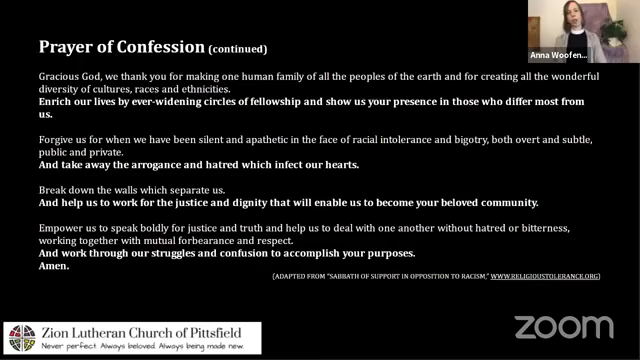 Prayer of Confession (continued)
Gracious God, we thank you for making one human family of all the peoples of the earth and for creating all the wonderful
diversity of cultures, races and ethnicities.
Enrich our lives by ever-widening circles of fellowship and show us your presence in those who differ most from
us.
Forgive us for when we have been silent and apathetic in the face of racial intolerance and bigotry, both overt and subtle,
public and private.
And take away the arrogance and hatred which infect our hearts.
Break down the walls which separate us.
And help us to work for the justice and dignity that will enable us to become your beloved community.
Empower us to speak boldly for justice and truth and help us to deal with one another without hatred or bitterness,
working together with mutual forbearance and respect.
And work through our struggles and confusion to accomplish your purposes.
Amen.
(ADAPTED FROM "SABBATH OF SUPPORT IN OPPOSITION TO RACISM," WWW.RELIGIOUSTOLERANCE.ORG)
Anna Woofen...
Zion Lutheran Church of Pittsfield
Never perfect. Always beloved. Always being made new.
zoom